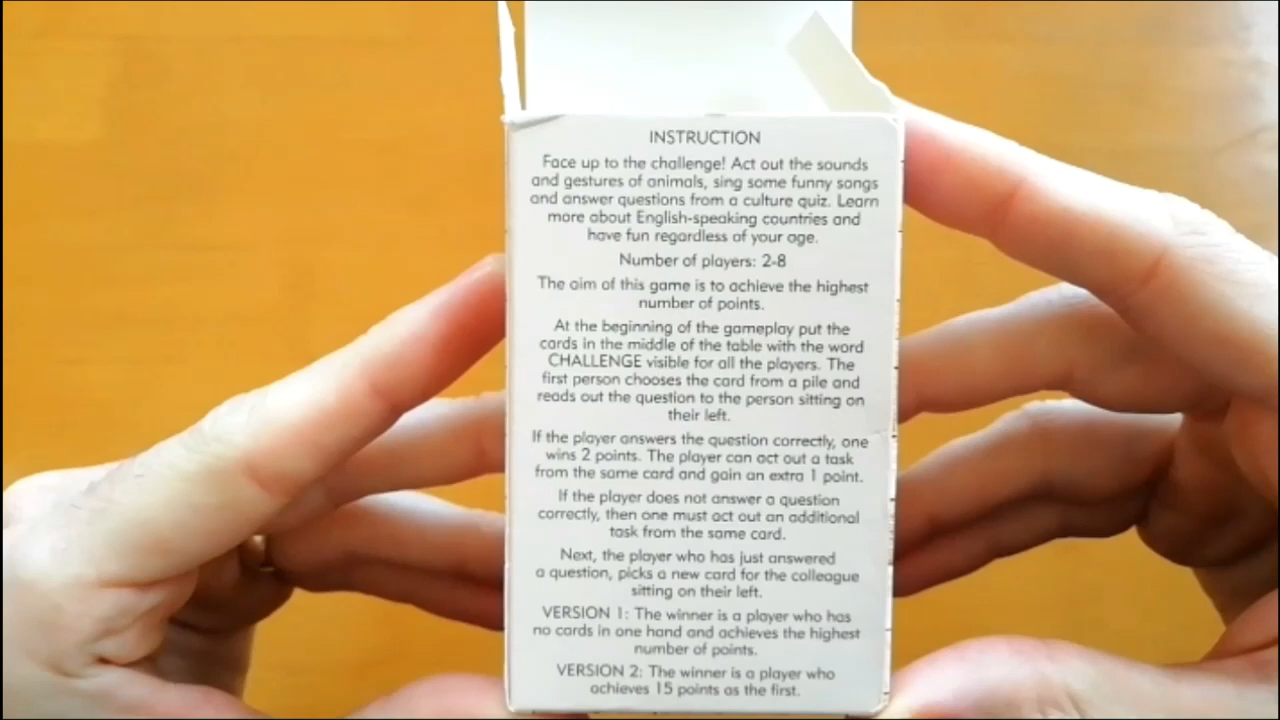 INSTRUCTION
Face up to the challenge! Act out the sounds
and gestures of animals, sing some funny songs
and answer questions from a culture quiz. Learn
more about English-speaking countries and
have fun regardless of your age.
Number of players: 2-8
The aim of this game is to achieve the highest
number of points.
At the beginning of the gameplay put the
cards in the middle of the table with the word
CHALLENGE visible for all the players. The
first person chooses the card from a pile and
reads out the question to the person sitting on
their left.
If the player answers the question correctly, one
wins 2 points. The player can act out a task
from the same card and gain an extra 1 point.
If the player does not answer a question
correctly, then one must act out an additional
task from the same card.
Next, the player who has just answered
a question, picks a new card for the colleague
sitting on their left.
VERSION 1: The winner is a player who has
no cards in one hand and achieves the highest
number of points.
VERSION 2: The winner is a player who
achieves 15 points as the first.